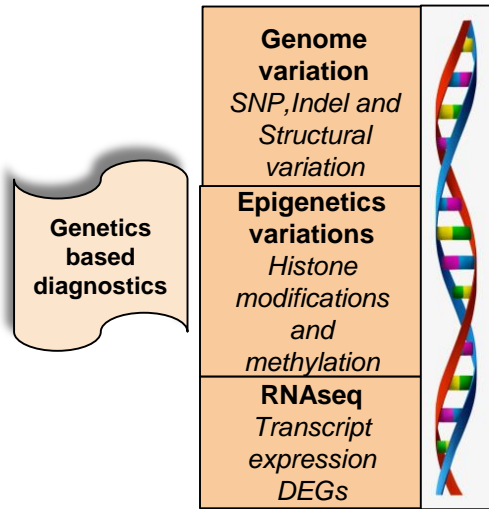 Genetics
based
diagnostics
Genome
variation
SNP,Indel and
Structural
variation
Epigenetics
variations
Histone
modifications
and
methylation
RNAseq
Transcript
expression
DEGs